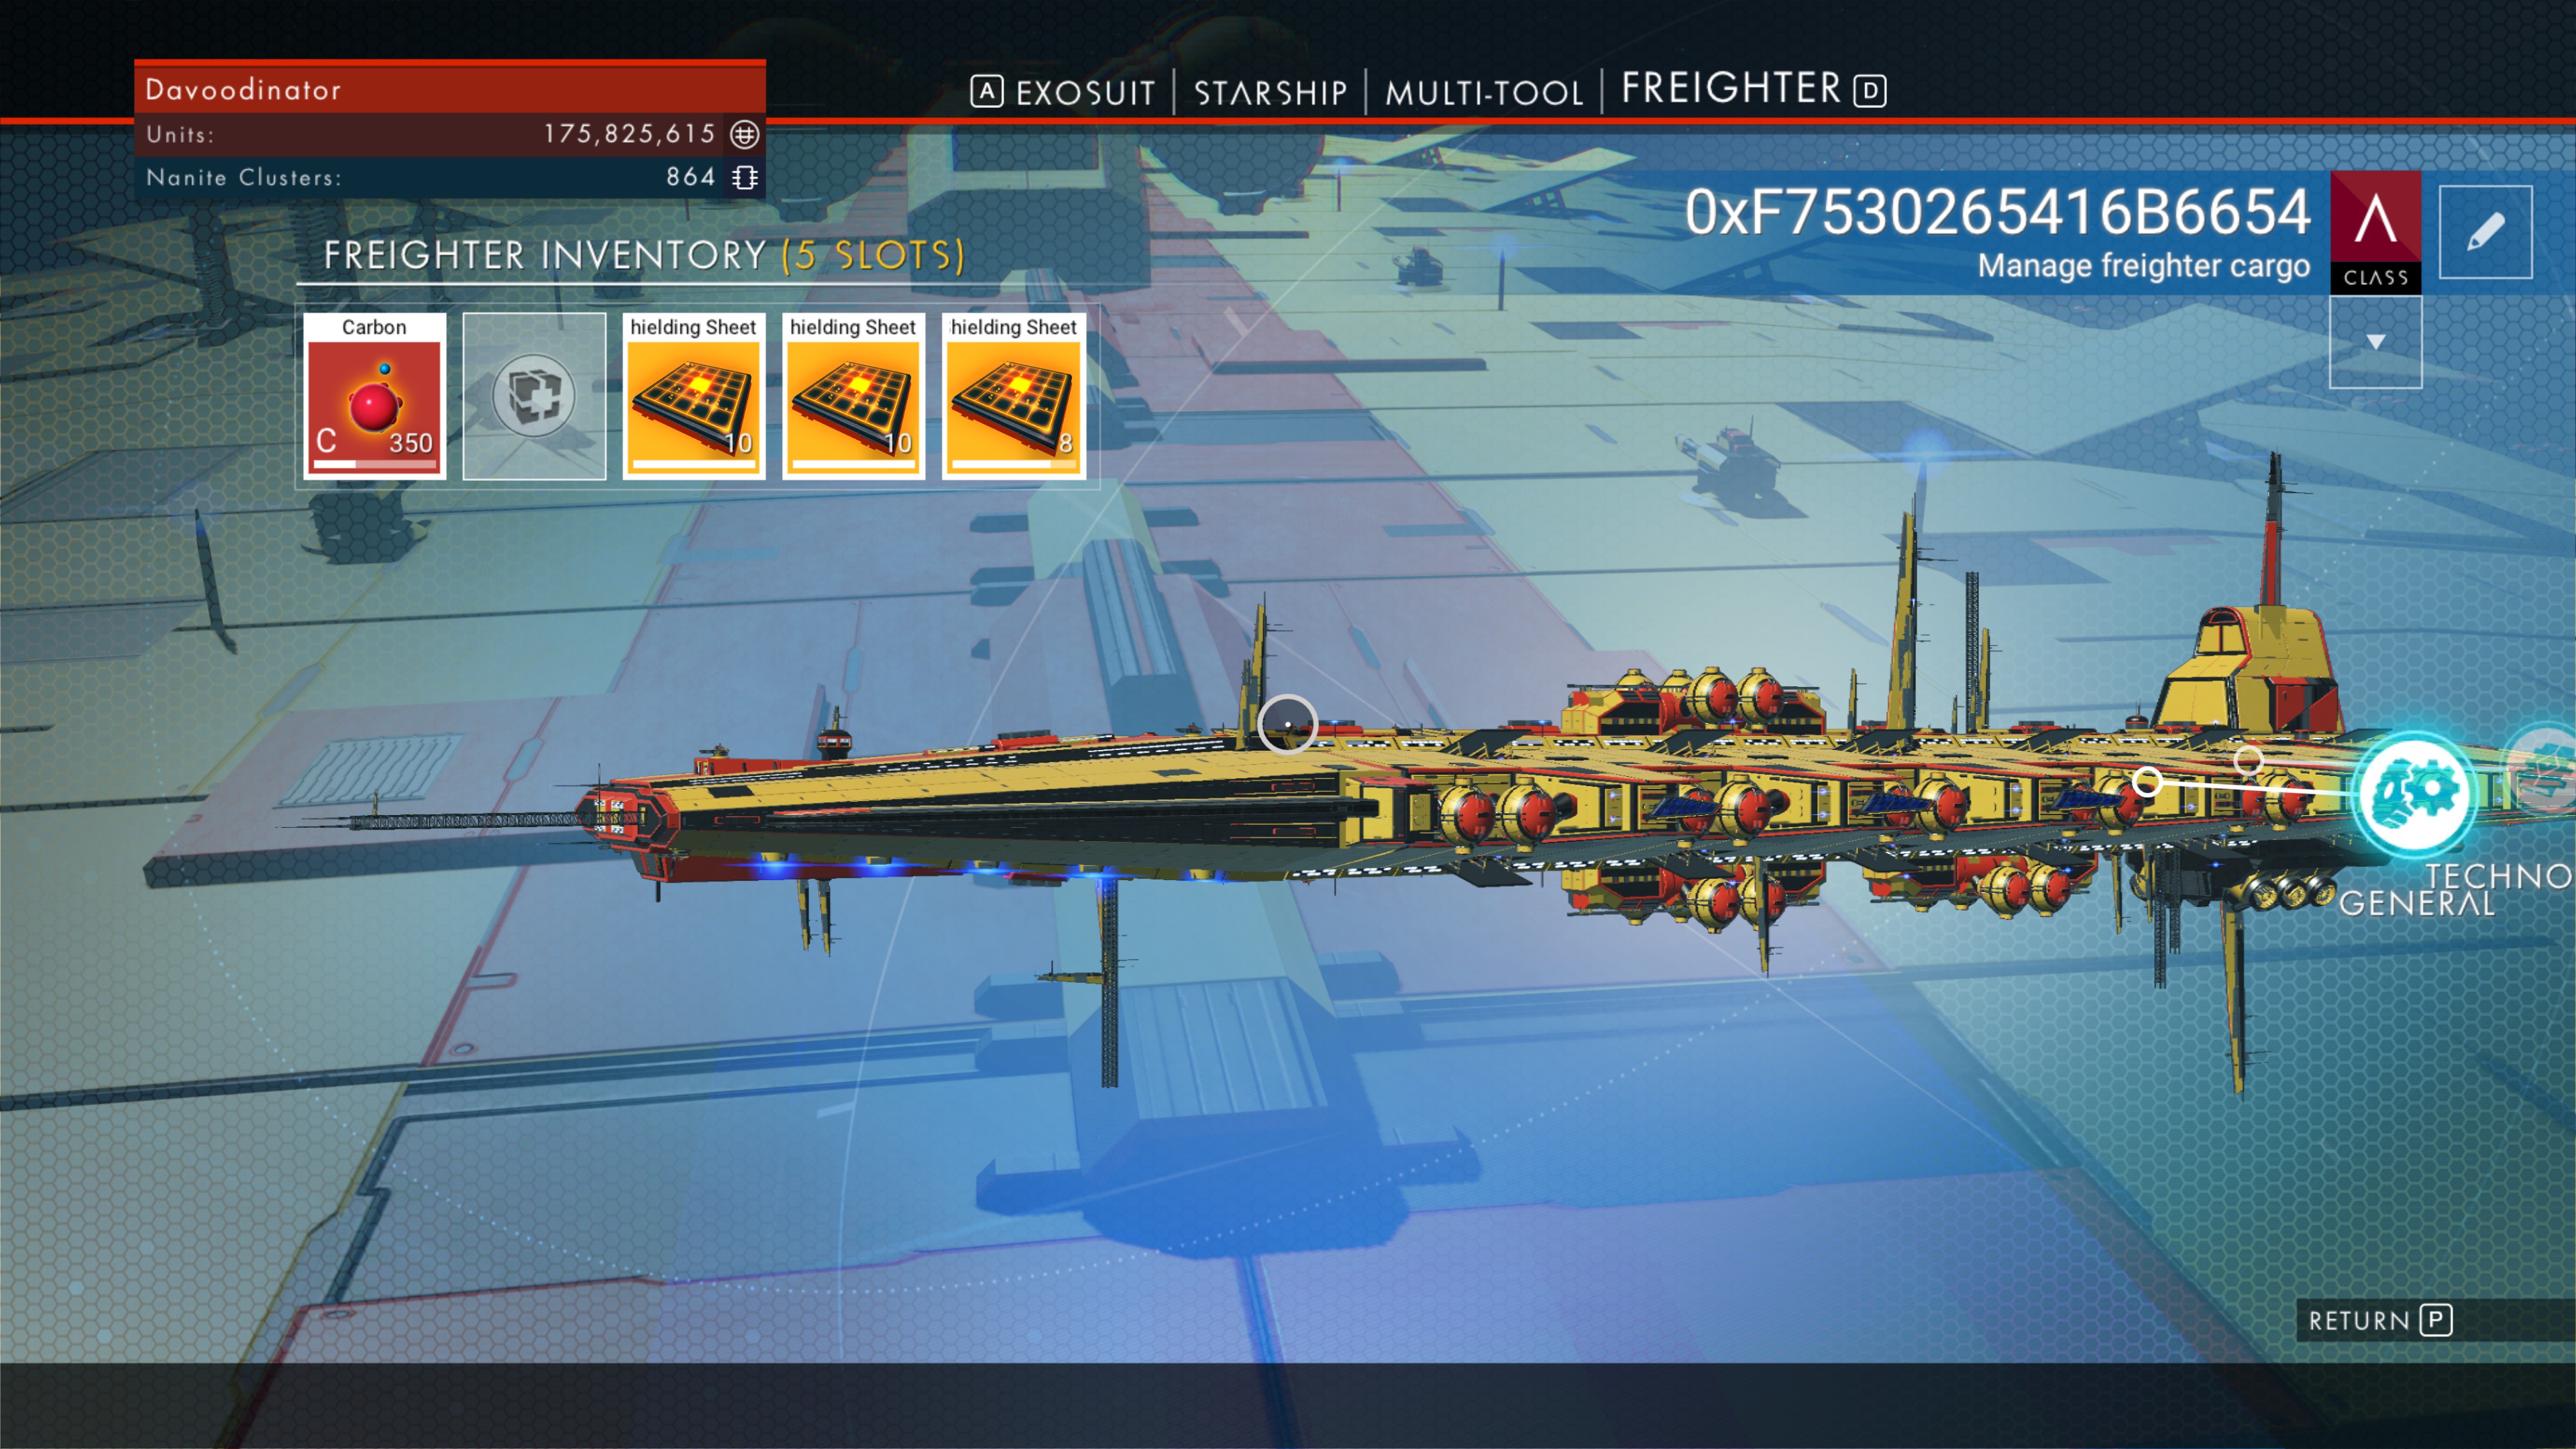 Davoodinator
Units: 175,825,615
Nanite Clusters: 864
A EXOSUIT STARSHIP MULTI-TOOL FREIGHTER D
0xF7530265416B6654
Manage freighter cargo
A
CLASS
FREIGHTER INVENTORY (5 SLOTS)
Carbon
C 350
hielding Sheet
10
hielding Sheet
10
hielding Sheet
8
TECHNO
GENERAL
RETURN P